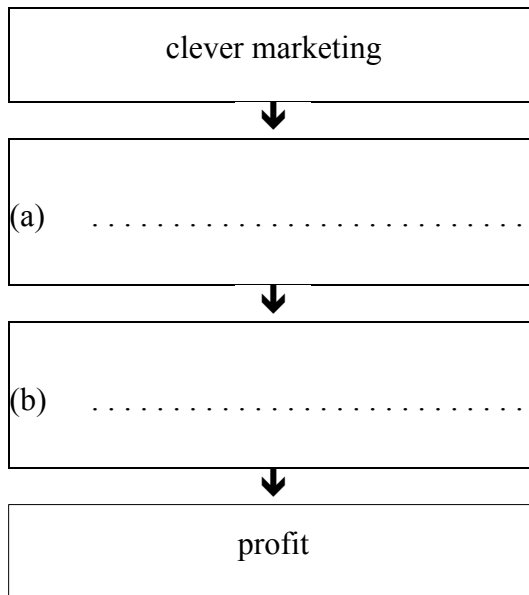 clever marketing
(a) . . . . . . . . . . . . . . . . . . . . . . . . . . .
(b) . . . . . . . . . . . . . . . . . . . . . . . . . . .
profit